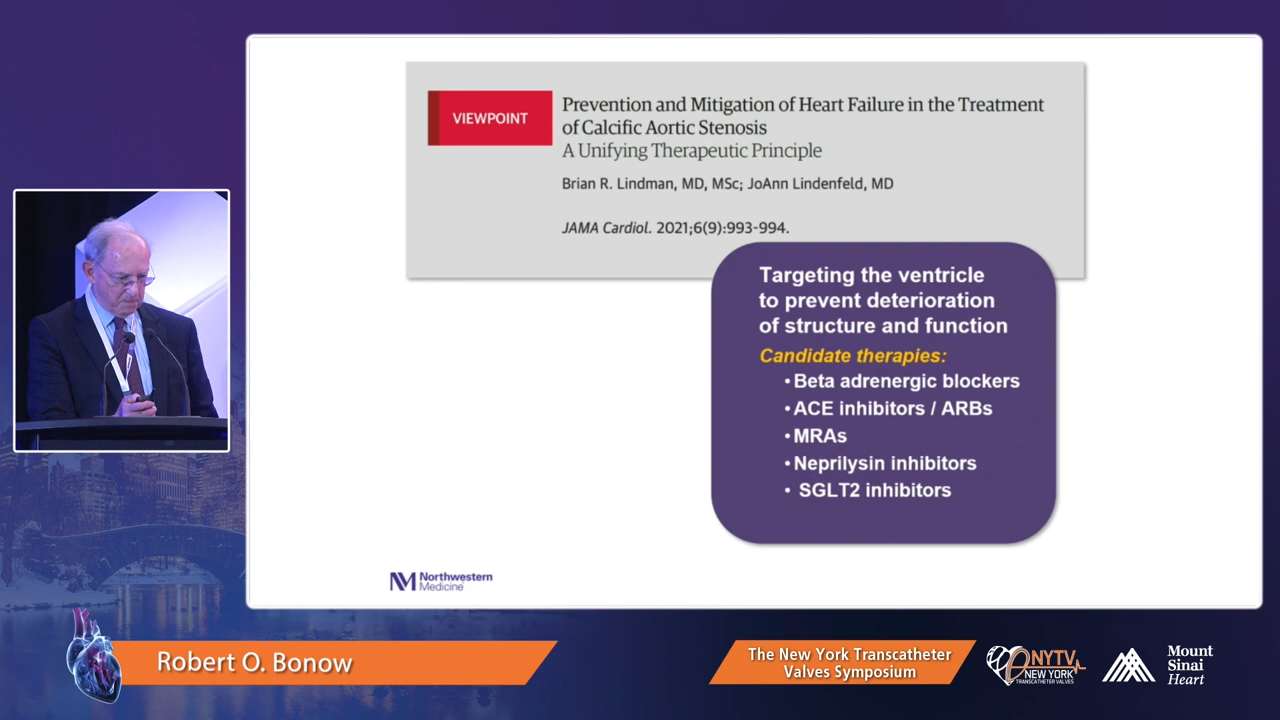 VIEWPOINT
Prevention and Mitigation of Heart Failure in the Treatment
of Calcific Aortic Stenosis
A Unifying Therapeutic Principle
Brian R. Lindman, MD, MSc; JoAnn Lindenfeld, MD
JAMA Cardiol. 2021;6(9):993-994.
Targeting the ventricle
to prevent deterioration
of structure and function
Candidate therapies:
• Beta adrenergic blockers
• ACE inhibitors / ARBs
• MRAs
• Neprilysin inhibitors
• SGLT2 inhibitors
NM Northwestern
Medicine
Robert O. Bonow
The New York Transcatheter
Valves Symposium
NYTV
NEW YORK
TRANSCATHETER VALVES
Mount
Sinai
Heart